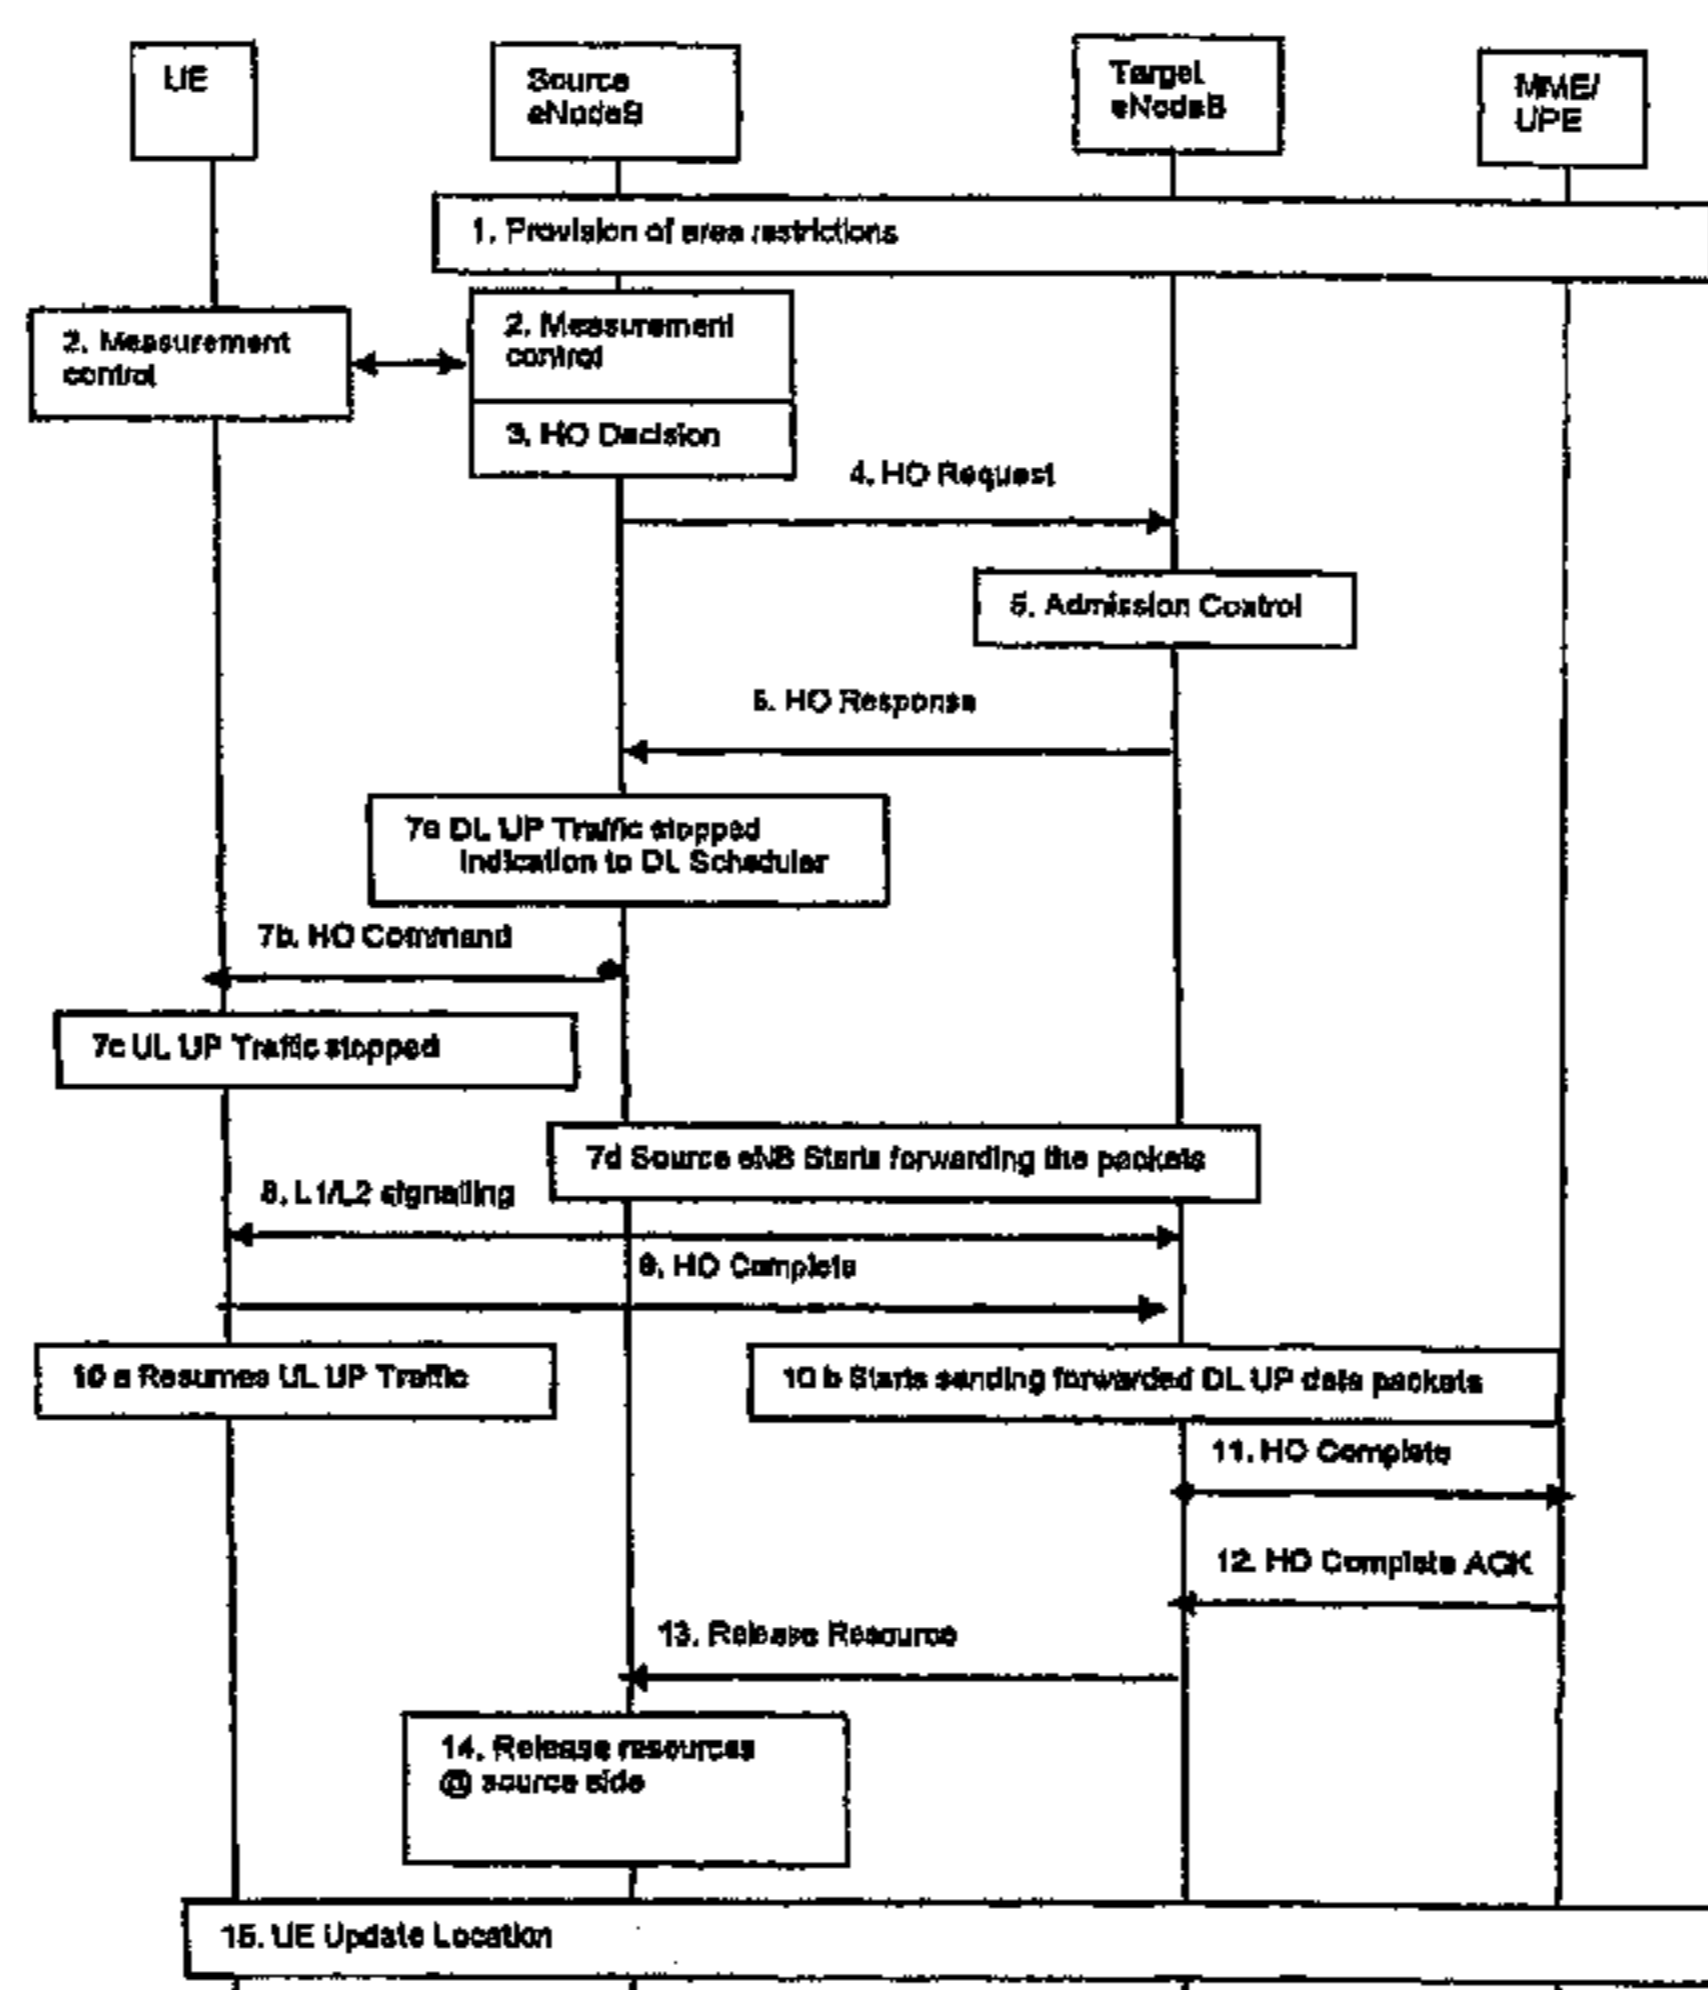 UE
Source
eNodeB
Target
eNodeB
MME/
UPE
1. Provision of area restrictions
2. Measurement
control
2. Measurement
control
3. HO Decision
4. HO Request
5. Admission Control
6. HO Response
7a DL UP Traffic stopped
Indication to DL Scheduler
7b. HO Command
7c UL UP Traffic stopped
7d Source eNB Starts forwarding the packets
8. L1/L2 signalling
9. HO Complete
10 a Resumes UL UP Traffic
10 b Starts sending forwarded DL UP data packets
11. HO Complete
12. HO Complete ACK
13. Release Resource
14. Release resources
@ source side
15. UE Update Location